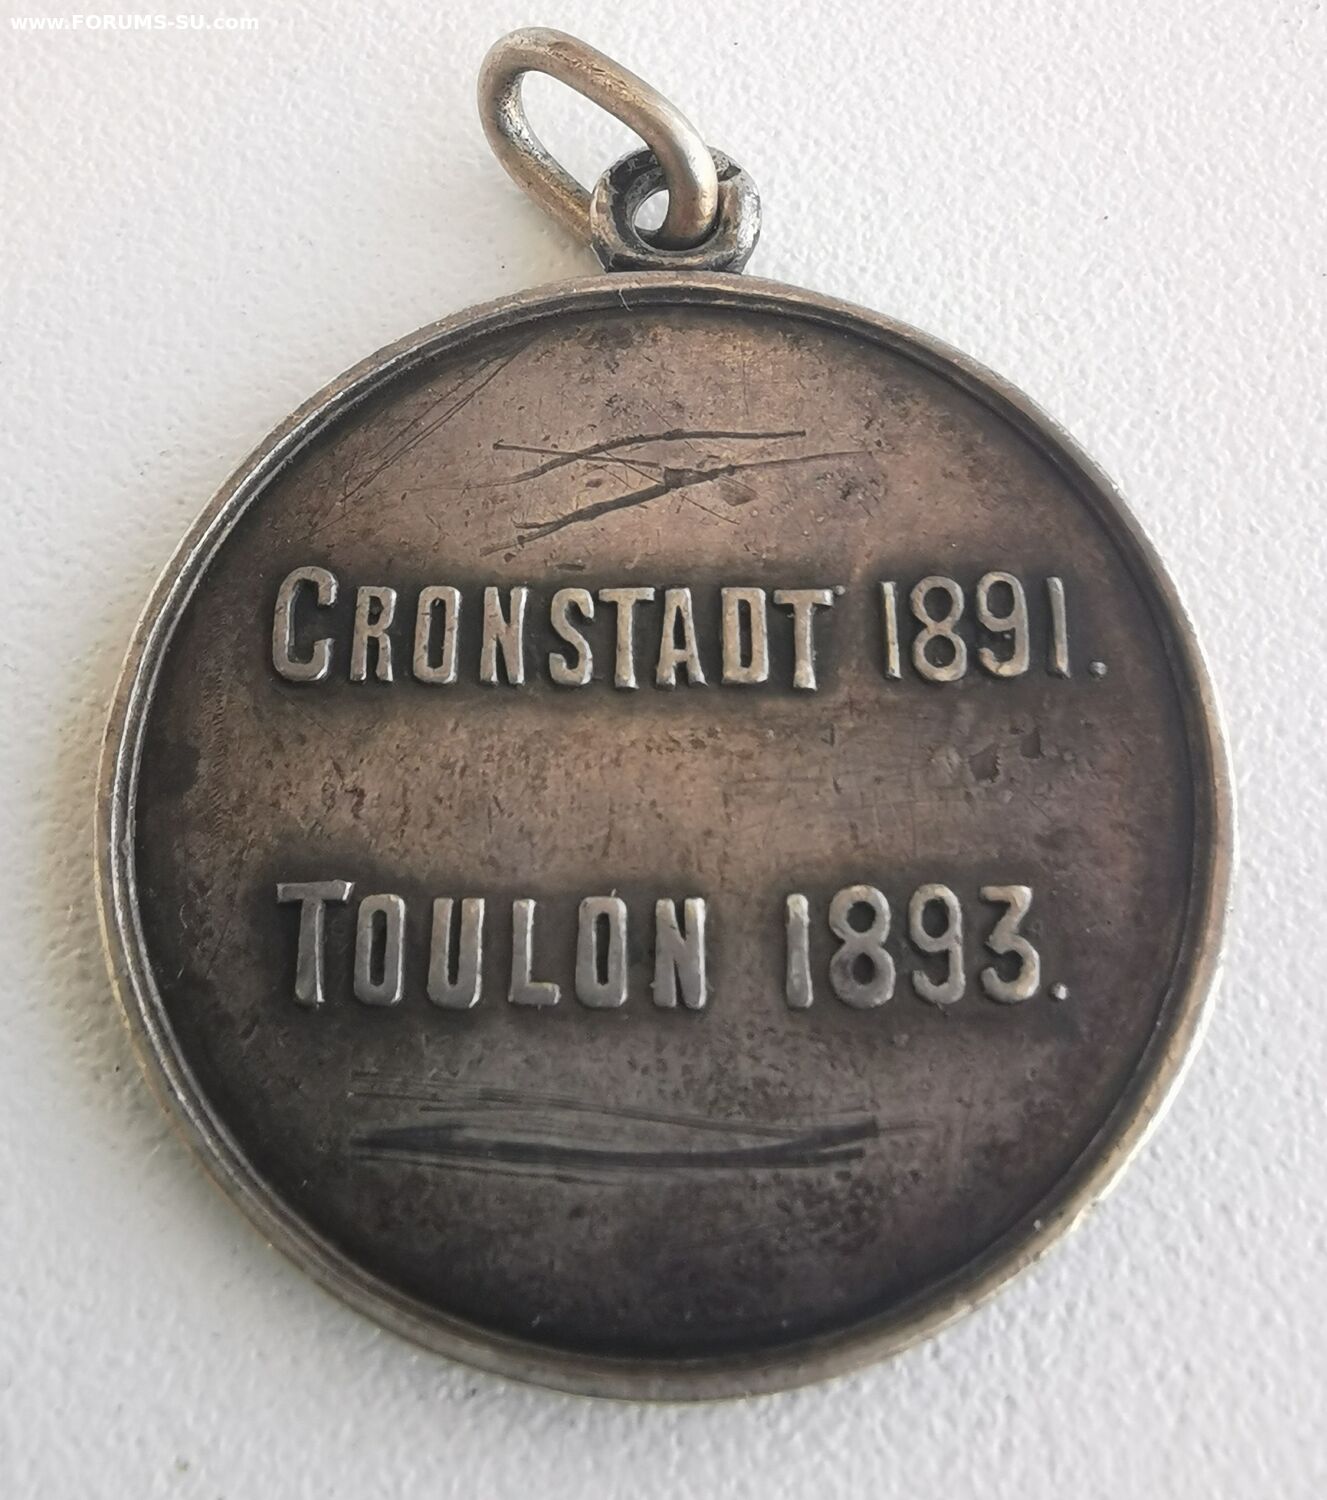 www.FORUMS-SU.com
CRONSTADT 1891.
TOULON 1893.